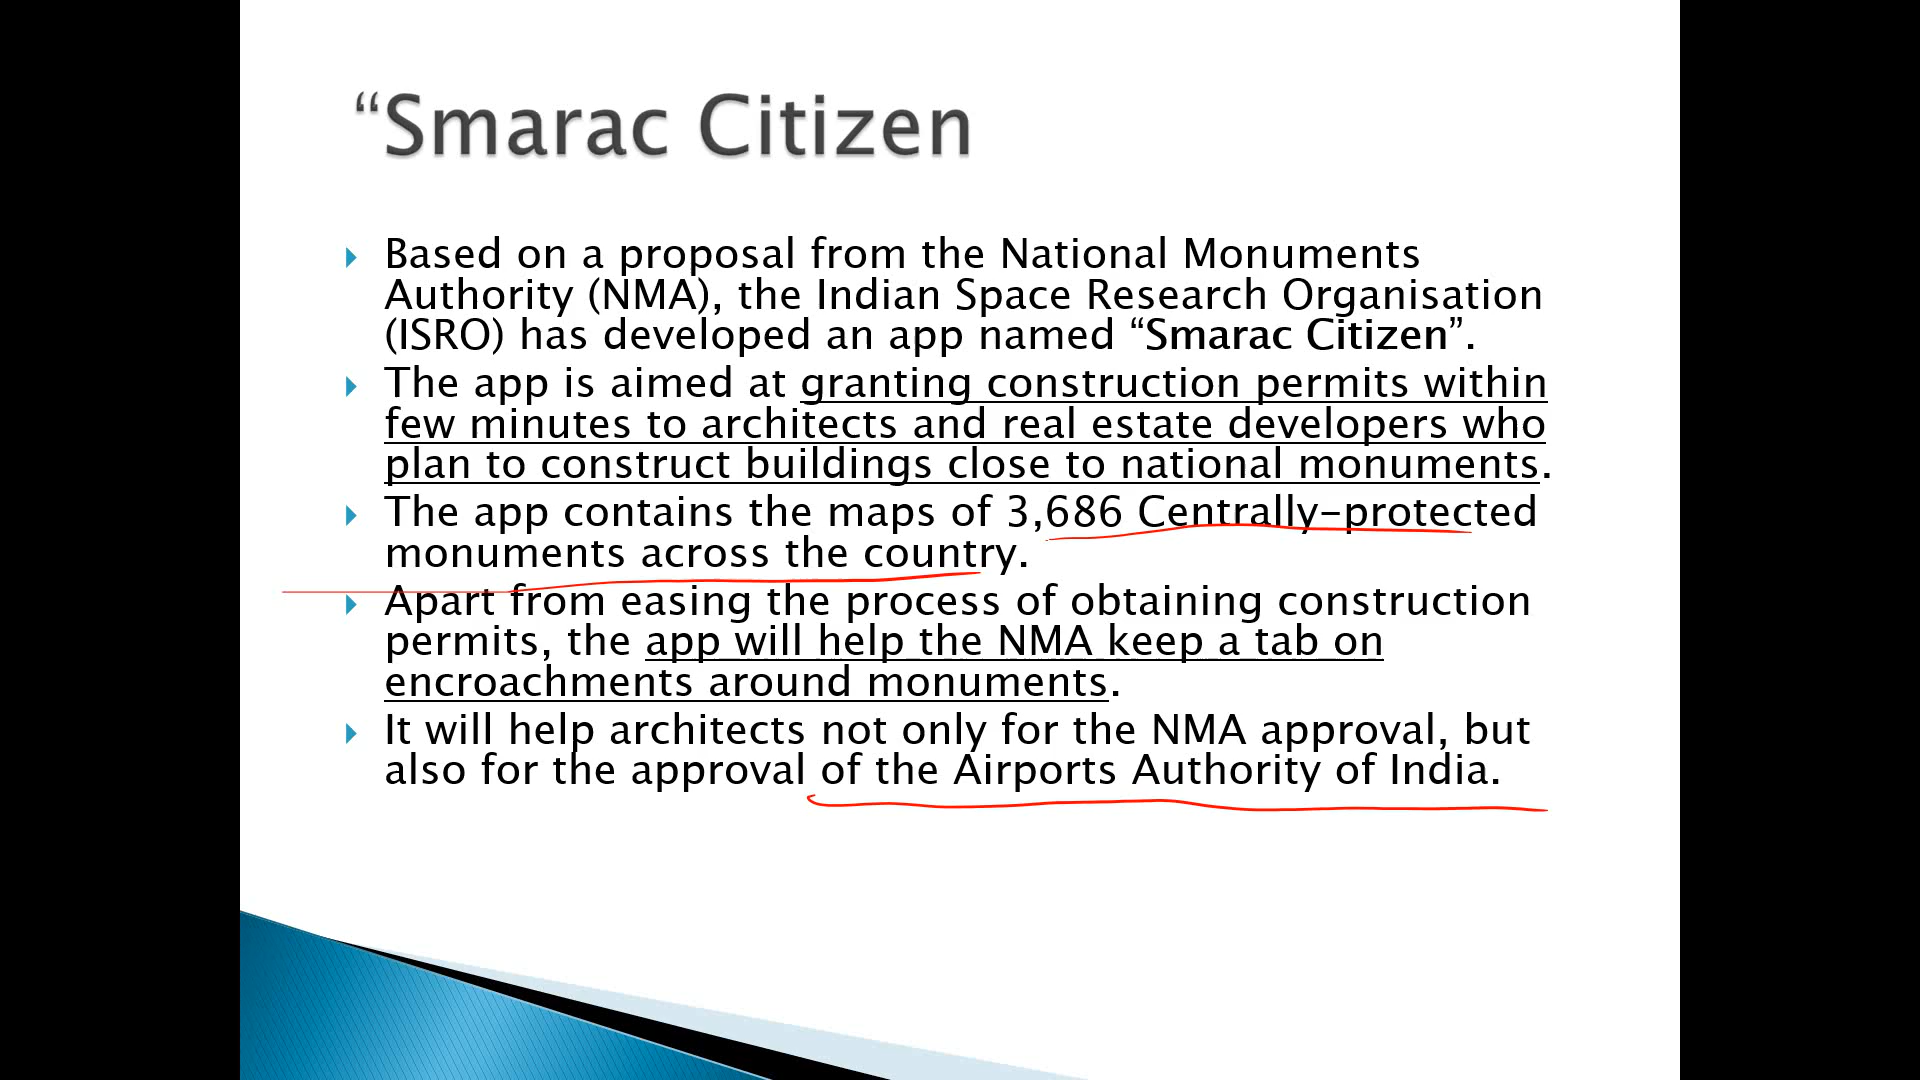 “Smarac Citizen
Based on a proposal from the National Monuments
Authority (NMA), the Indian Space Research Organisation
(ISRO) has developed an app named “Smarac Citizen”.
The app is aimed at granting construction permits within
few minutes to architects and real estate developers who
plan to construct buildings close to national monuments.
The app contains the maps of 3,686 Centrally-protected
monuments across the country.
Apart from easing the process of obtaining construction
permits, the app will help the NMA keep a tab on
encroachments around monuments.
It will help architects not only for the NMA approval, but
also for the approval of the Airports Authority of India.